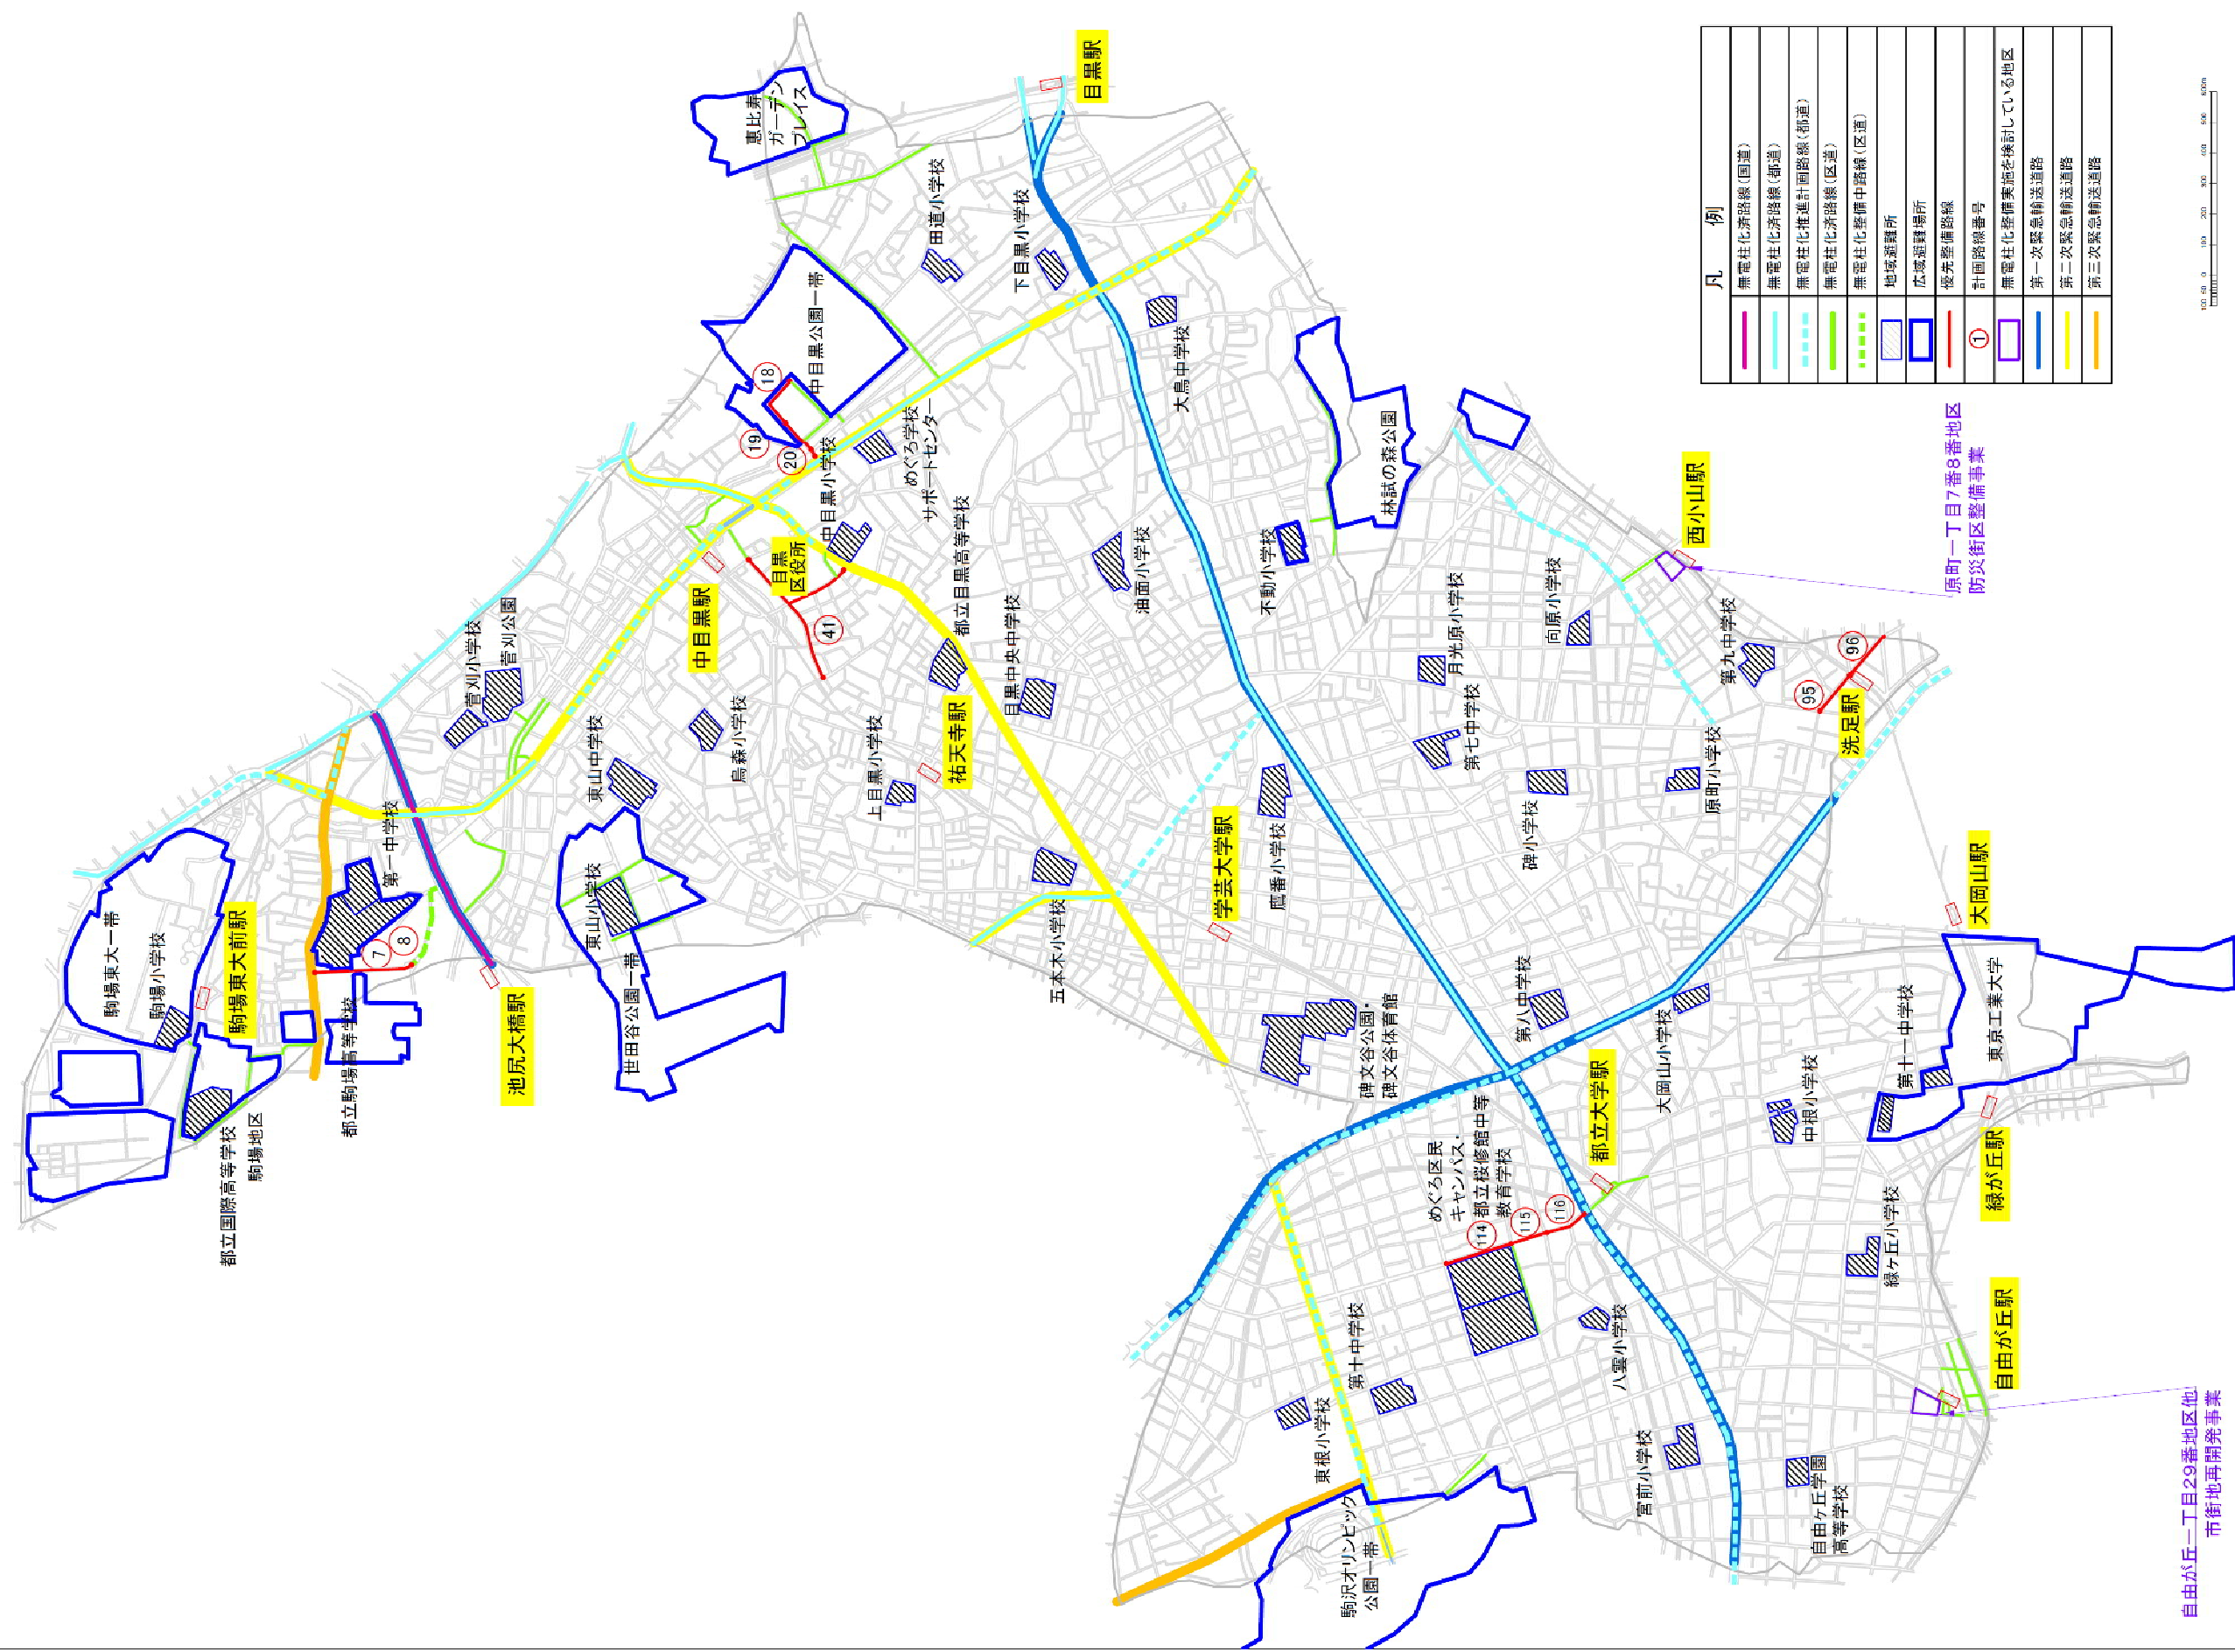 凡 例
無電柱化済路線(国道)
無電柱化済路線(都道)
無電柱化推進計画路線(都道)
無電柱化済路線(区道)
無電柱化整備中路線(区道)
地域避難所
広域避難場所
優先整備路線
① 計画路線番号
無電柱化整備実施を検討している地区
第一次緊急輸送道路
第二次緊急輸送道路
第三次緊急輸送道路
駒場東大一帯
駒場小学校
駒場東大前駅
都立国際高等学校
駒場地区
都立駒場高等学校
第一中学校
7
8
池尻大橋駅
菅刈小学校
菅刈公園
東山中学校
東山小学校
世田谷公園一帯
烏森小学校
上目黒小学校
中目黒駅
目黒
区役所
41
中目黒小学校
18
19
20
中目黒公園一帯
恵比寿
ガーデン
プレイス
目黒駅
田道小学校
下目黒小学校
めぐろ学校
サポートセンター
都立目黒高等学校
目黒中央中学校
祐天寺駅
油面小学校
大鳥中学校
不動小学校
林試の森公園
五本木小学校
学芸大学駅
鷹番小学校
月光原小学校
第七中学校
向原小学校
碑小学校
原町小学校
西小山駅
原町一丁目7番8番地区
防災街区整備事業
第九中学校
95
96
洗足駅
大岡山駅
碑文谷公園・
碑文谷体育館
第八中学校
大岡山小学校
都立大学駅
めぐろ区民
キャンパス・
都立桜修館中等
教育学校
114
115
116
中根小学校
第十一中学校
東京工業大学
緑が丘駅
緑ケ丘小学校
八雲小学校
第十中学校
東根小学校
駒沢オリンピック
公園一帯
宮前小学校
自由ケ丘学園
高等学校
自由が丘駅
自由が丘一丁目29番地区他
市街地再開発事業
100 50 0 100 200 300 400 500 600m